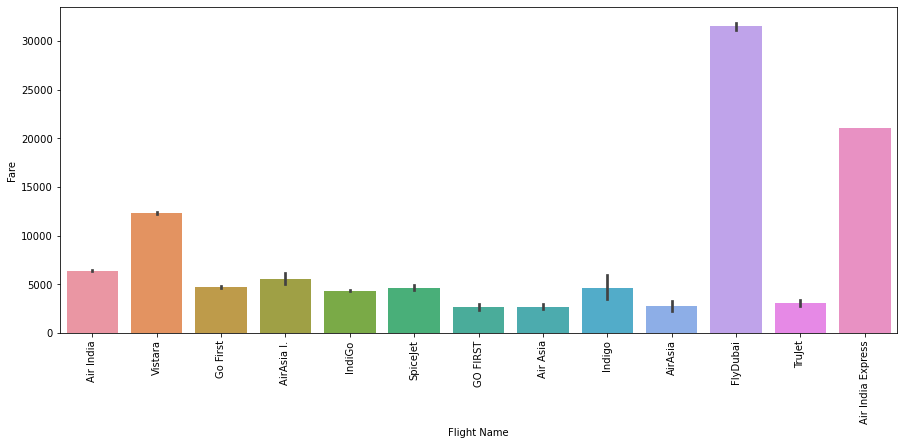 30000
25000
20000
15000
10000
5000
0
Fare
Air India
Vistara
Go First
AirAsia I.
IndiGo
SpiceJet
GO FIRST
Air Asia
Indigo
AirAsia
FlyDubai
TruJet
Air India Express
Flight Name